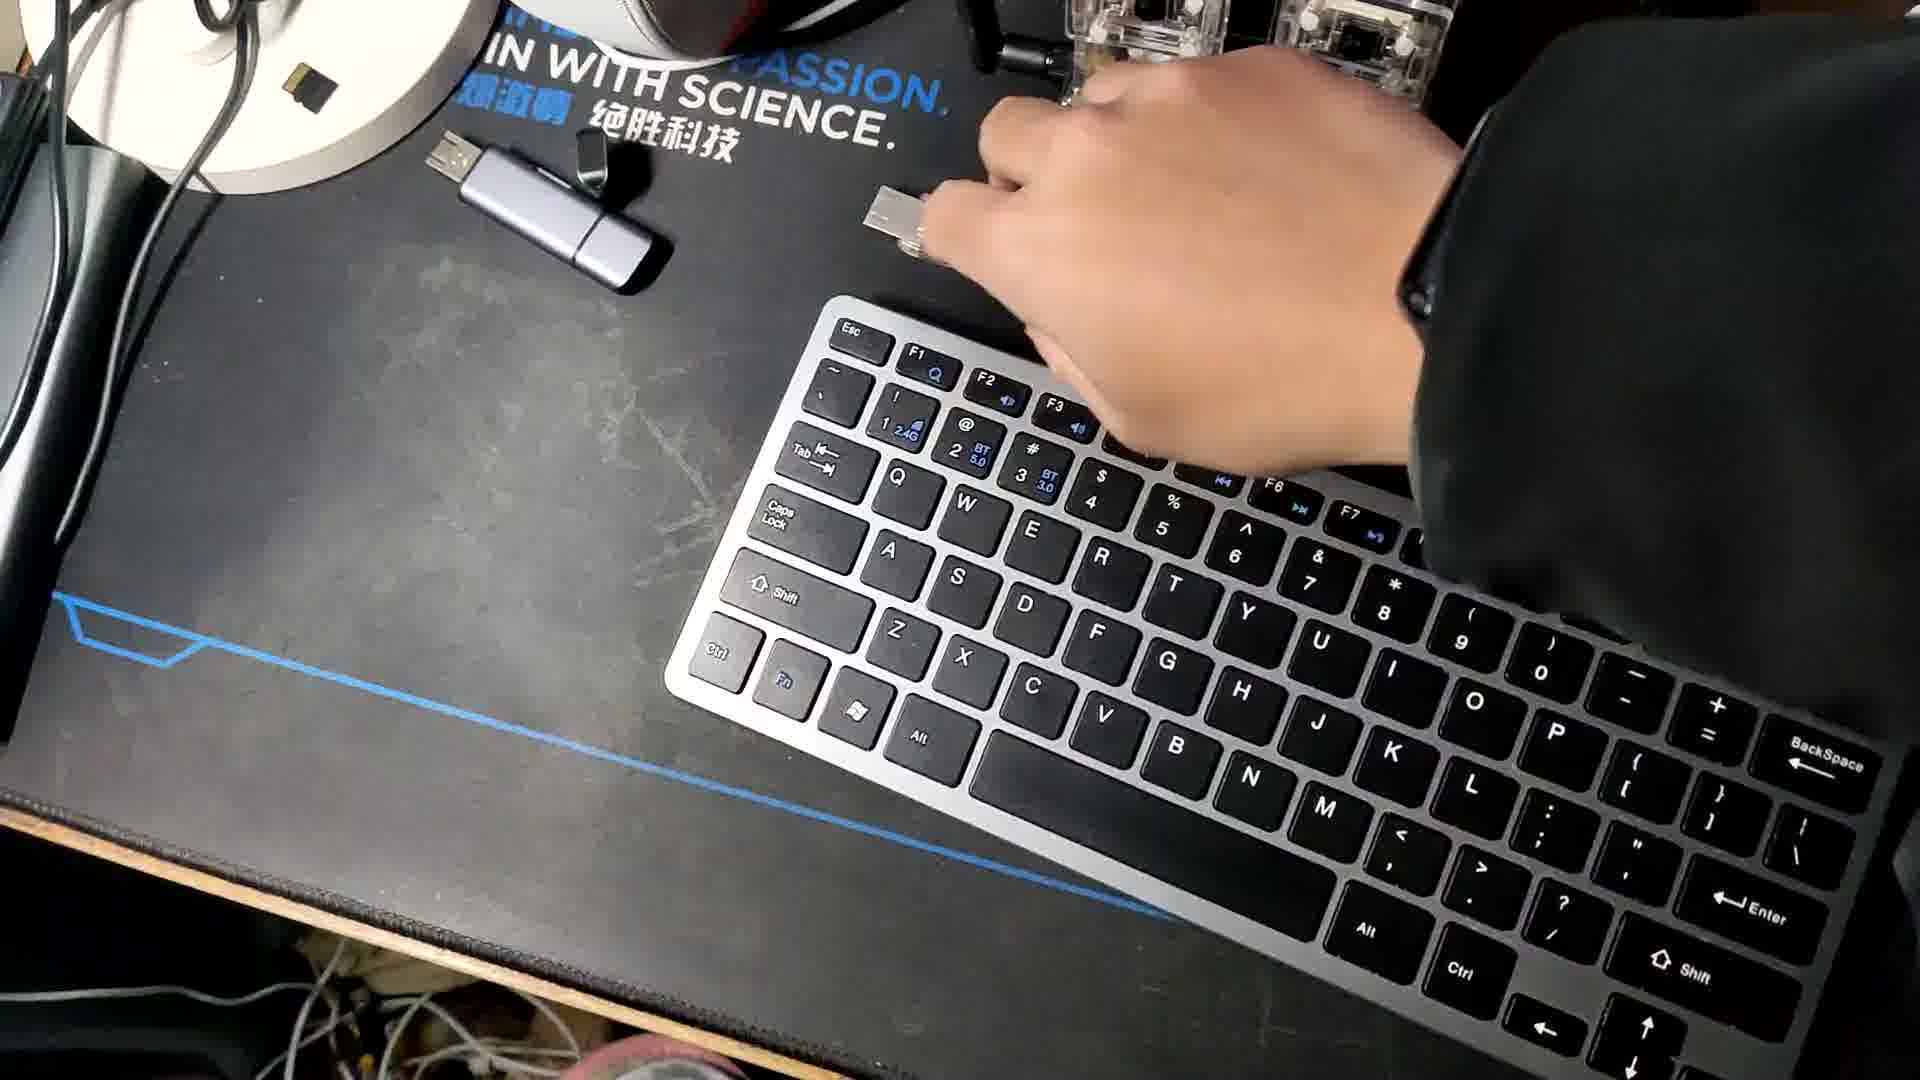 PASSION.
IN WITH SCIENCE.
绝胜科技
Esc F1 F2 F3 F6 F7
~ `
! 1 2.4G
@ 2 BT 5.0
# 3 BT 3.0
$ 4
% 5
^ 6
& 7
* 8
( 9
) 0
— -
+ =
BackSpace
Tab Q W E R T Y U I O P { [ } ] | \
Caps Lock A S D F G H J K L : ; " ' Enter
Shift Z X C V B N M < , > . ? / Shift
Ctrl Fn Alt Alt Ctrl